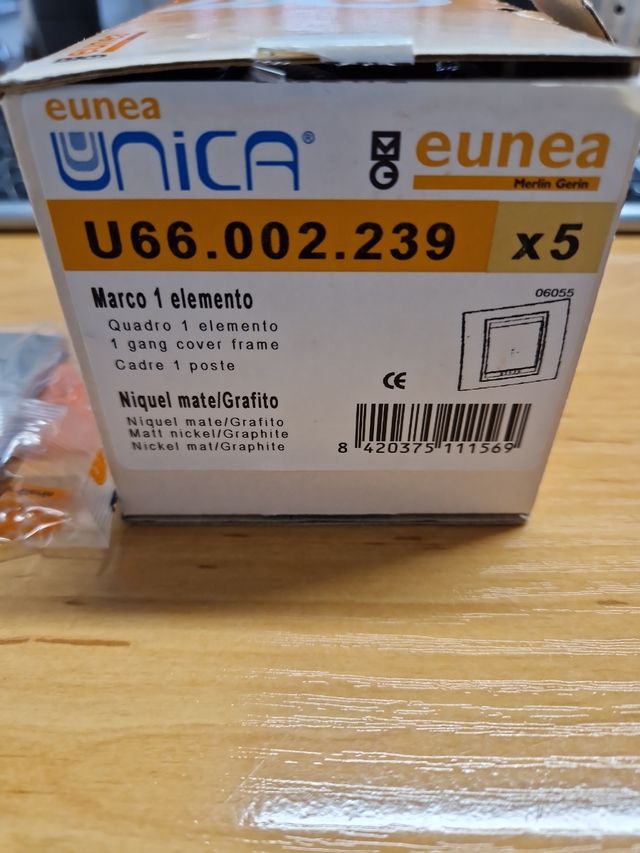 eunea
UNICA®
MG
eunea
Merlin Gerin
U66.002.239 x5
Marco 1 elemento
Quadro 1 elemento
1 gang cover frame
Cadre 1 poste
06055
CE
Niquel mate/Grafito
Niquel mate/Grafito
Matt nickel/Graphite
Nickel mat/Graphite
8 420375 111569